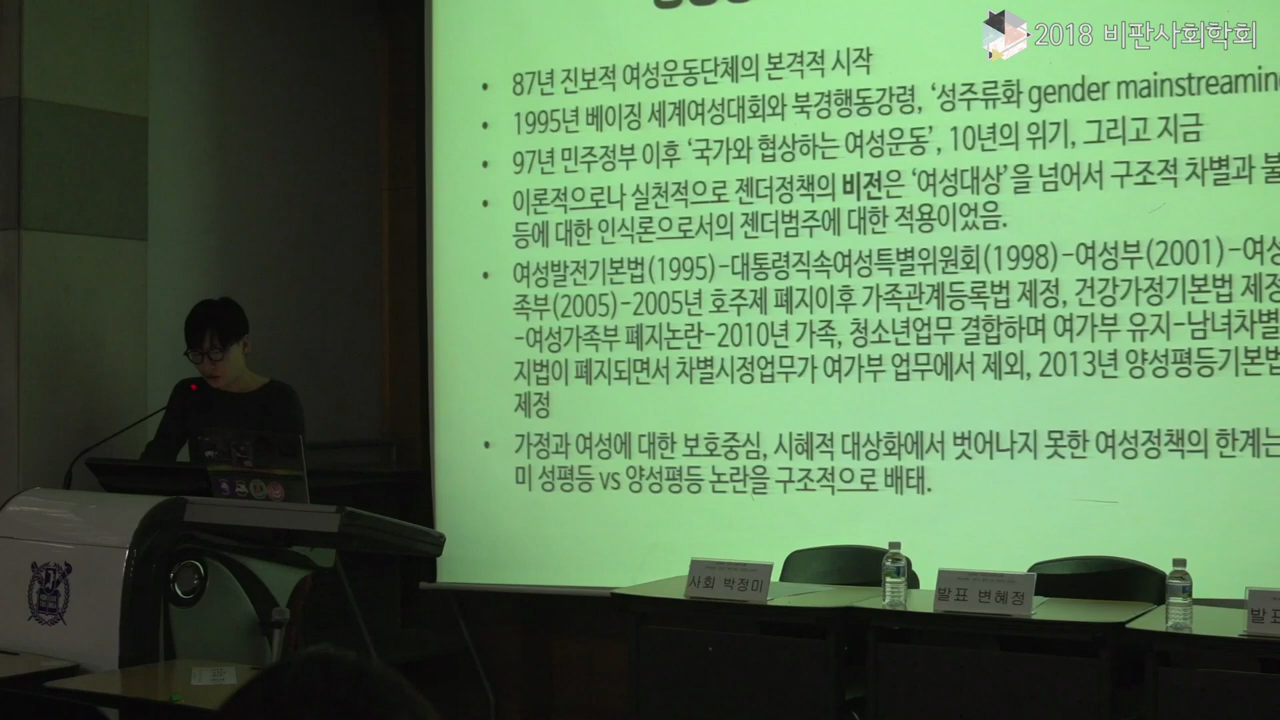 2018 비판사회학회
• 87년 진보적 여성운동단체의 본격적 시작
• 1995년 베이징 세계여성대회와 북경행동강령, ‘성주류화 gender mainstreamin
• 97년 민주정부 이후 ‘국가와 협상하는 여성운동’, 10년의 위기, 그리고 지금
• 이론적으로나 실천적으로 젠더정책의 비전은 ‘여성대상’을 넘어서 구조적 차별과 불
등에 대한 인식론으로서의 젠더범주에 대한 적용이었음.
• 여성발전기본법(1995)-대통령직속여성특별위원회(1998)-여성부(2001)-여성
족부(2005)-2005년 호주제 폐지이후 가족관계등록법 제정, 건강가정기본법 제정
-여성가족부 폐지논란-2010년 가족, 청소년업무 결합하며 여가부 유지-남녀차별
지법이 폐지되면서 차별시정업무가 여가부 업무에서 제외, 2013년 양성평등기본법
제정
• 가정과 여성에 대한 보호중심, 시혜적 대상화에서 벗어나지 못한 여성정책의 한계는
미 성평등 vs 양성평등 논란을 구조적으로 배태.
사회 박정미
발표 변혜정
발표